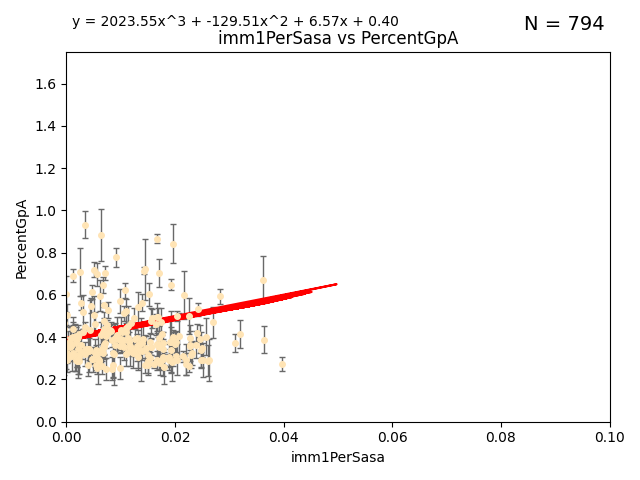 y = 2023.55x^3 + -129.51x^2 + 6.57x + 0.40
N = 794
imm1PerSasa vs PercentGpA
PercentGpA
1.6
1.4
1.2
1.0
0.8
0.6
0.4
0.2
0.0
0.00 0.02 0.04 0.06 0.08 0.10
imm1PerSasa